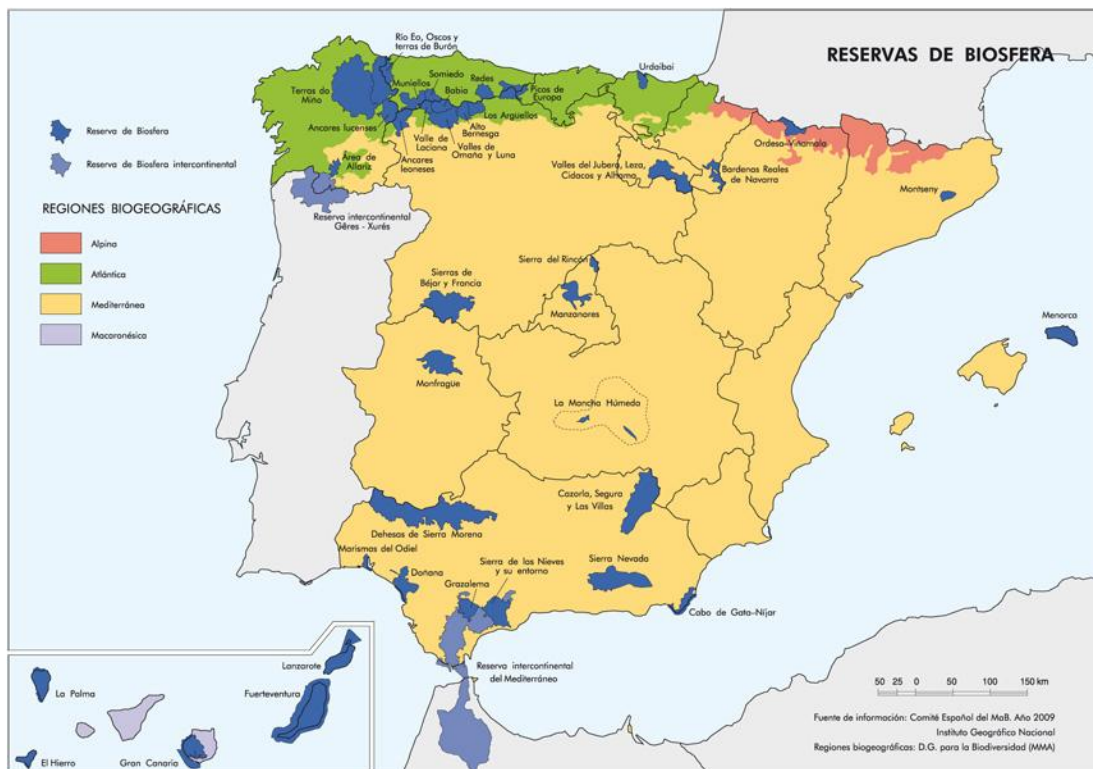 RESERVAS DE BIOSFERA
Reserva de Biosfera
Reserva de Biosfera intercontinental
REGIONES BIOGEOGRÁFICAS
Alpina
Atlántica
Mediterránea
Macaronésica
Río Eo, Oscos y
terras de Burón
Terras do
Miño
Muniellos
Somiedo
Babia
Redes
Picos de
Europa
Urdaibai
Ancares lucenses
Valle de
Laciana
Los Argüellos
Alto
Bernesga
Valles de
Omaña y Luna
Ancares
leoneses
Área de
Allariz
Reserva intercontinental
Gêres - Xurés
Valles del Jubera, Leza,
Cidacos y Alhama
Bardenas Reales
de Navarra
Ordesa-Viñamala
Montseny
Sierra del Rincón
Manzanares
Sierras de
Béjar y Francia
Monfragüe
La Mancha Húmeda
Menorca
Cazorla, Segura
y Las Villas
Dehesas de Sierra Morena
Marismas del Odiel
Doñana
Sierra de las Nieves
y su entorno
Grazalema
Sierra Nevada
Cabo de Gata-Níjar
Reserva intercontinental
del Mediterráneo
La Palma
El Hierro
Gran Canaria
Fuerteventura
Lanzarote
50 25 0 50 100 150 km
Fuente de información: Comité Español del MaB. Año 2009
Instituto Geográfico Nacional
Regiones biogeográficas: D.G. para la Biodiversidad (MMA)